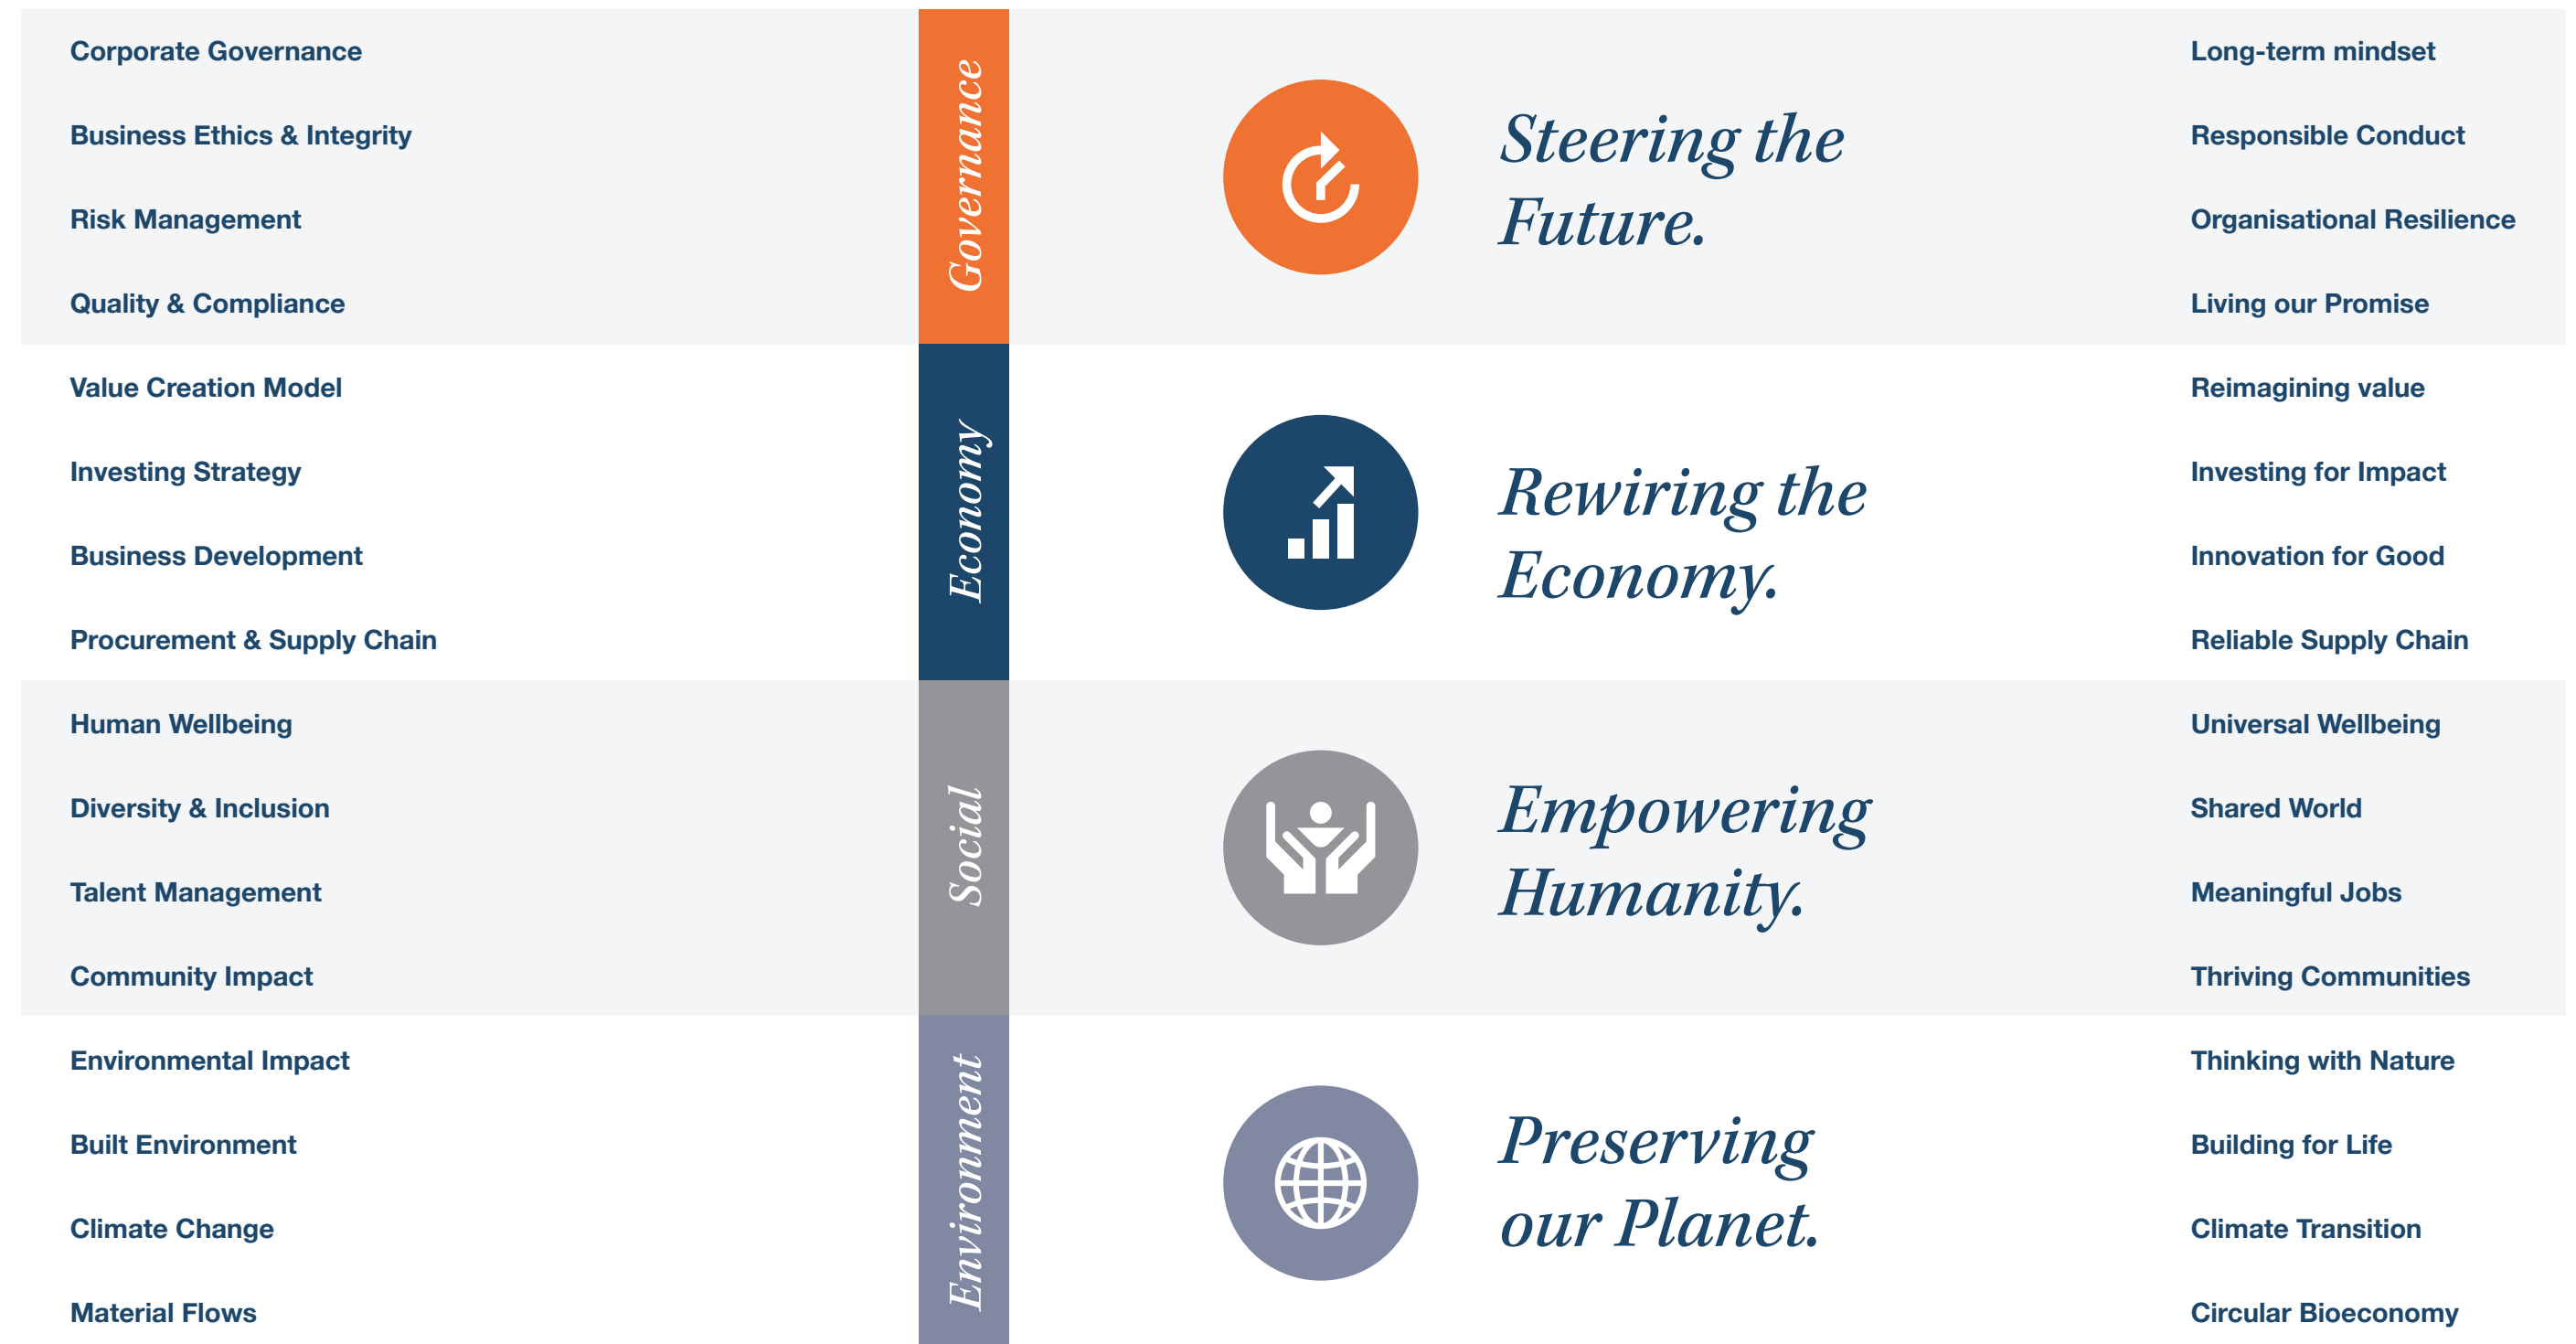 Corporate Governance
Business Ethics & Integrity
Risk Management
Quality & Compliance
Governance
Steering the
Future.
Long-term mindset
Responsible Conduct
Organisational Resilience
Living our Promise
Value Creation Model
Investing Strategy
Business Development
Procurement & Supply Chain
Economy
Rewiring the
Economy.
Reimagining value
Investing for Impact
Innovation for Good
Reliable Supply Chain
Human Wellbeing
Diversity & Inclusion
Talent Management
Community Impact
Social
Empowering
Humanity.
Universal Wellbeing
Shared World
Meaningful Jobs
Thriving Communities
Environmental Impact
Built Environment
Climate Change
Material Flows
Environment
Preserving
our Planet.
Thinking with Nature
Building for Life
Climate Transition
Circular Bioeconomy